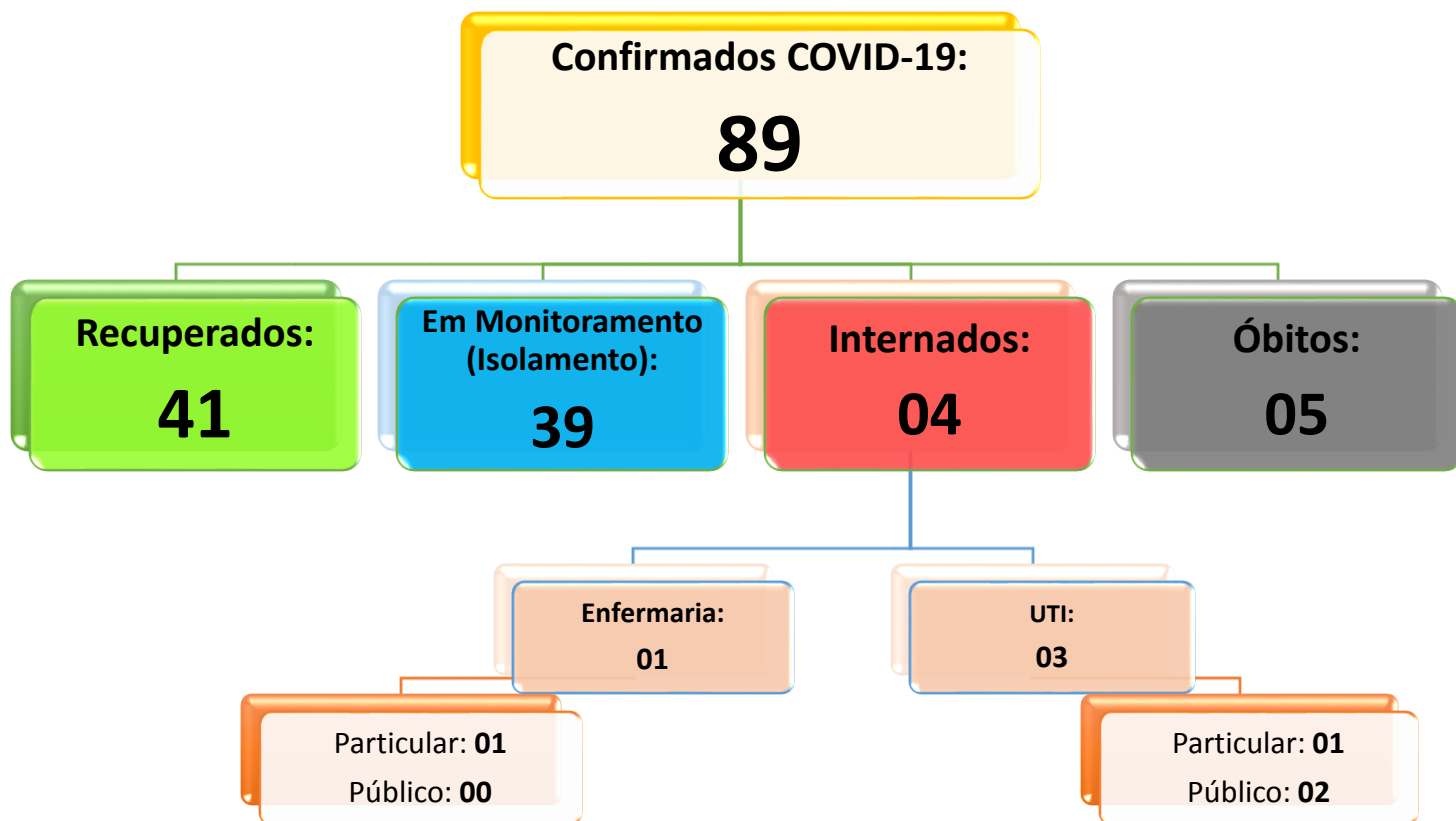 Confirmados COVID-19:
89
Recuperados:
41
Em Monitoramento
(Isolamento):
39
Internados:
04
Óbitos:
05
Enfermaria:
01
UTI:
03
Particular: 01
Público: 00
Particular: 01
Público: 02